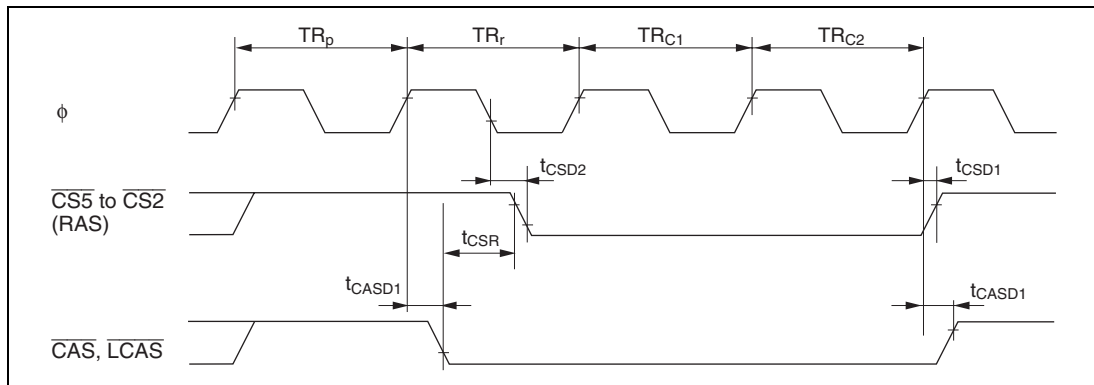 TRp TRr TRC1 TRC2
φ
tCSD2 tCSD1
CS5 to CS2
(RAS)
tCSR
tCASD1 tCASD1
CAS, LCAS